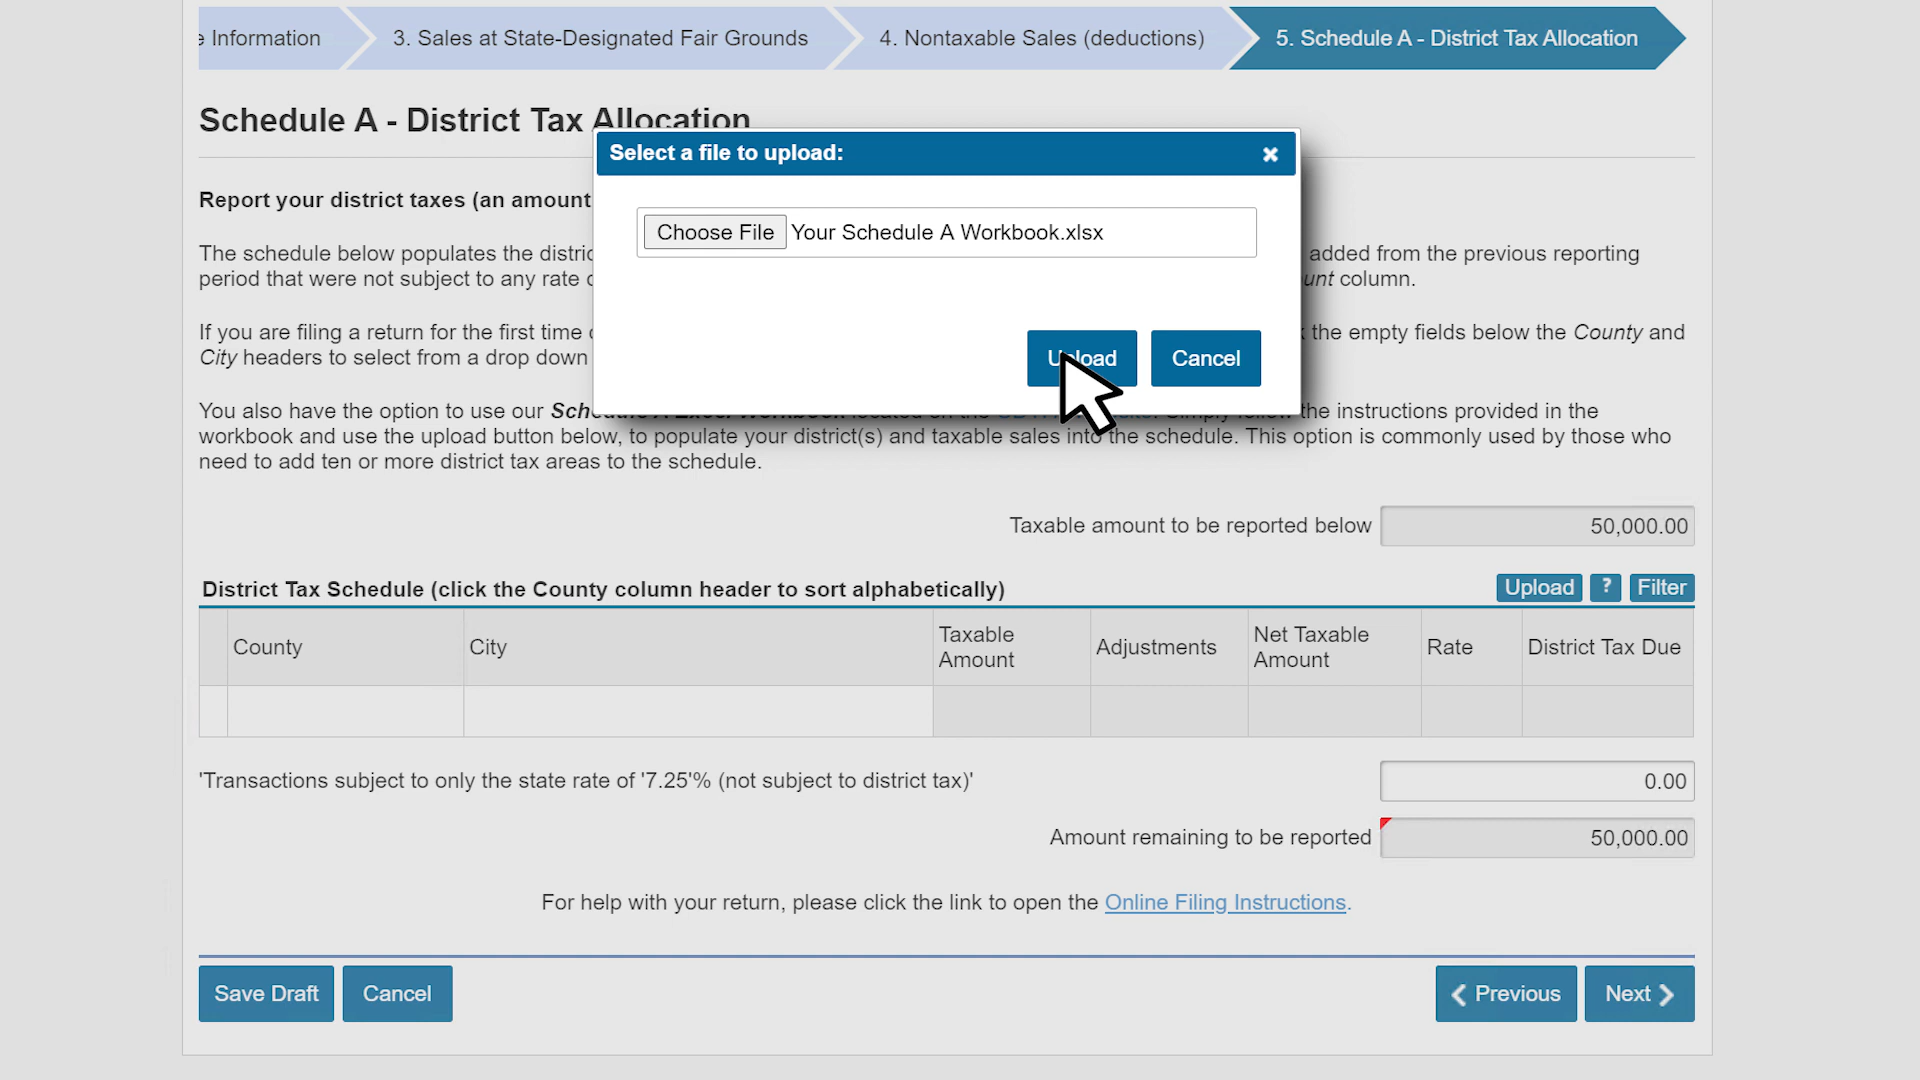 e Information
3. Sales at State-Designated Fair Grounds
4. Nontaxable Sales (deductions)
5. Schedule A - District Tax Allocation
Schedule A - District Tax Allocation
Select a file to upload:
Report your district taxes (an amount
Choose File Your Schedule A Workbook.xlsx
The schedule below populates the distric
added from the previous reporting
period that were not subject to any rate
column.
If you are filing a return for the first time
the empty fields below the County and
City headers to select from a drop down
Upload
Cancel
You also have the option to use our
the instructions provided in the
workbook and use the upload button below, to populate your district(s) and taxable sales into the schedule. This option is commonly used by those who
need to add ten or more district tax areas to the schedule.
Taxable amount to be reported below 50,000.00
District Tax Schedule (click the County column header to sort alphabetically)
Upload ? Filter
County
City
Taxable Amount
Adjustments
Net Taxable Amount
Rate
District Tax Due
'Transactions subject to only the state rate of '7.25'% (not subject to district tax)' 0.00
Amount remaining to be reported 50,000.00
For help with your return, please click the link to open the Online Filing Instructions.
Save Draft
Cancel
Previous
Next